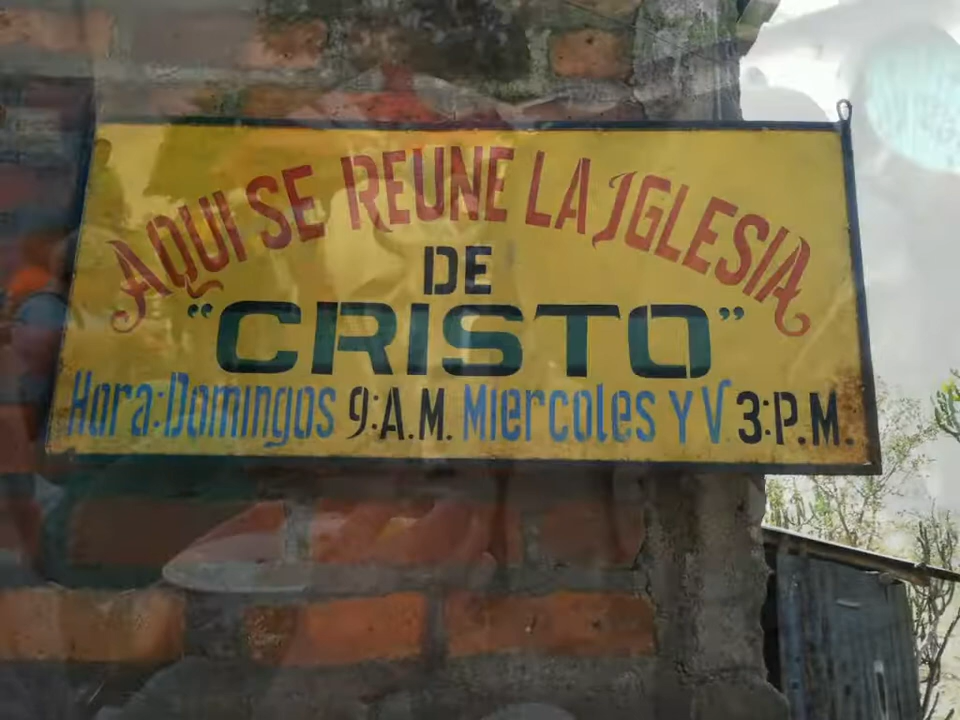 AQUI SE REUNE LA IGLESIA
DE
"CRISTO"
Hora: Domingos 9:A.M. Miercoles Y V 3:P.M.